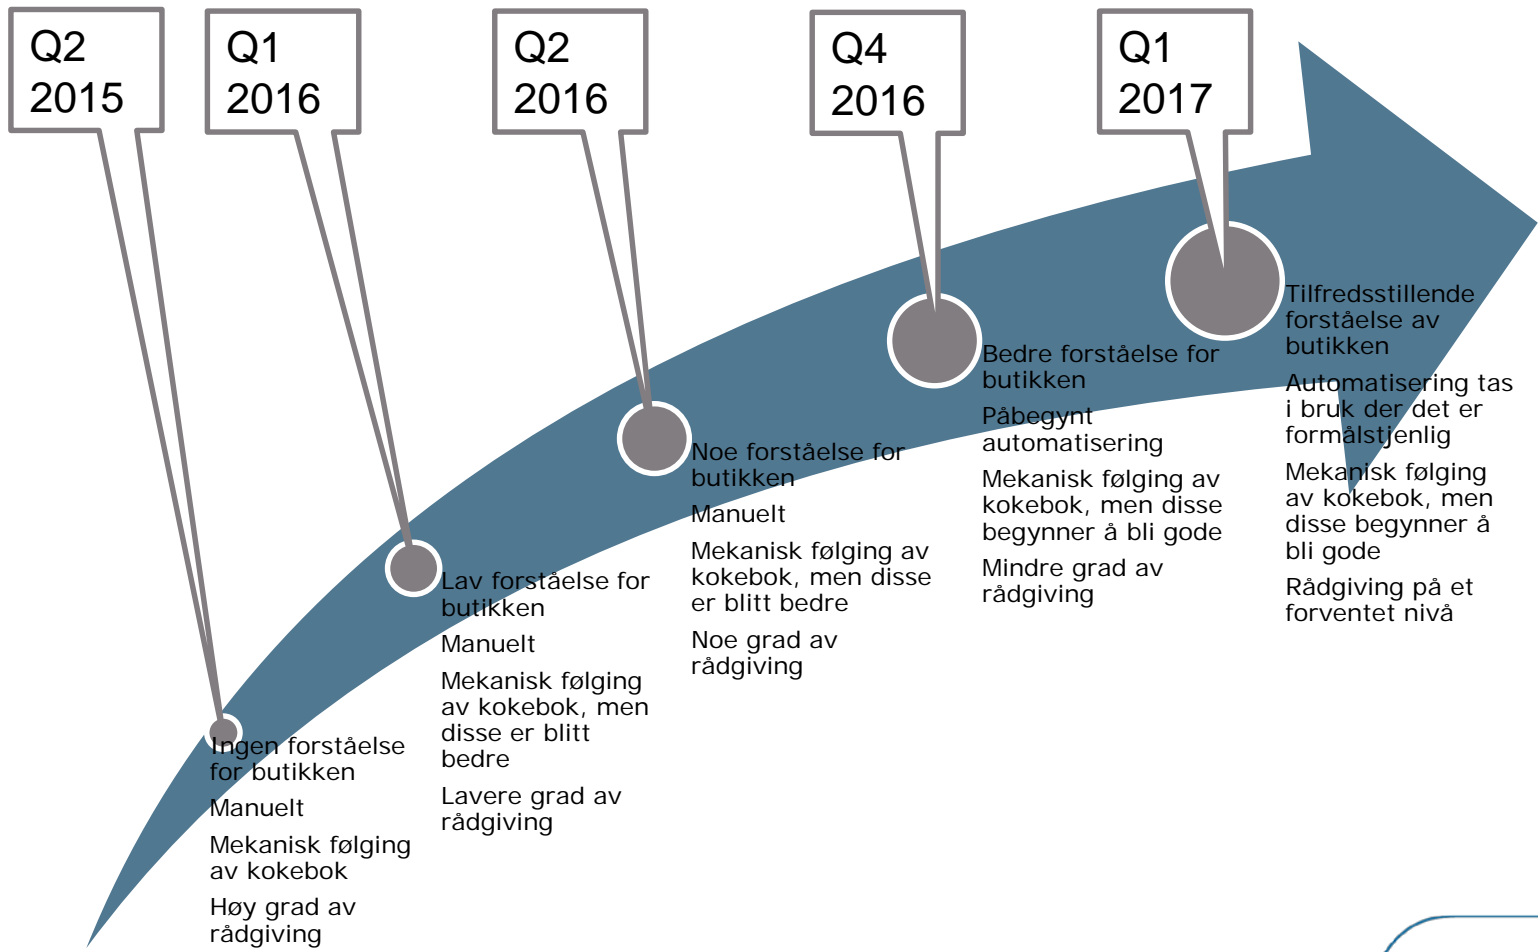 Q2
2015
Q1
2016
Q2
2016
Q4
2016
Q1
2017
Ingen forståelse
for butikken
Manuelt
Mekanisk følging
av kokebok
Høy grad av
rådgiving
Lav forståelse for
butikken
Manuelt
Mekanisk følging
av kokebok, men
disse er blitt
bedre
Lavere grad av
rådgiving
Noe forståelse for
butikken
Manuelt
Mekanisk følging av
kokebok, men disse
er blitt bedre
Noe grad av
rådgiving
Bedre forståelse for
butikken
Påbegynt
automatisering
Mekanisk følging av
kokebok, men disse
begynner å bli gode
Mindre grad av
rådgiving
Tilfredsstillende
forståelse av
butikken
Automatisering tas
i bruk der det er
formålstjenlig
Mekanisk følging
av kokebok, men
disse begynner å
bli gode
Rådgiving på et
forventet nivå